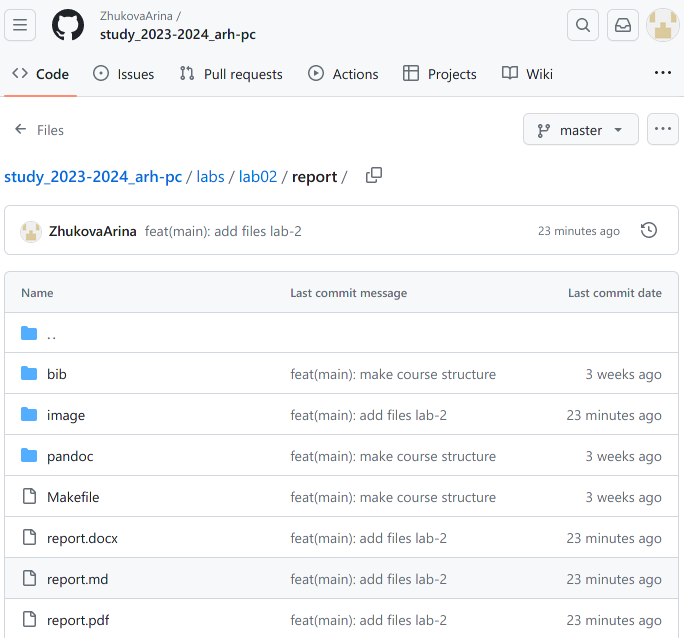 ZhukovaArina /
study_2023-2024_arh-pc
Code Issues Pull requests Actions Projects Wiki
Files
master
study_2023-2024_arh-pc / labs / lab02 / report /
ZhukovaArina feat(main): add files lab-2 23 minutes ago
Name Last commit message Last commit date
..
bib feat(main): make course structure 3 weeks ago
image feat(main): add files lab-2 23 minutes ago
pandoc feat(main): make course structure 3 weeks ago
Makefile feat(main): make course structure 3 weeks ago
report.docx feat(main): add files lab-2 23 minutes ago
report.md feat(main): add files lab-2 23 minutes ago
report.pdf feat(main): add files lab-2 23 minutes ago